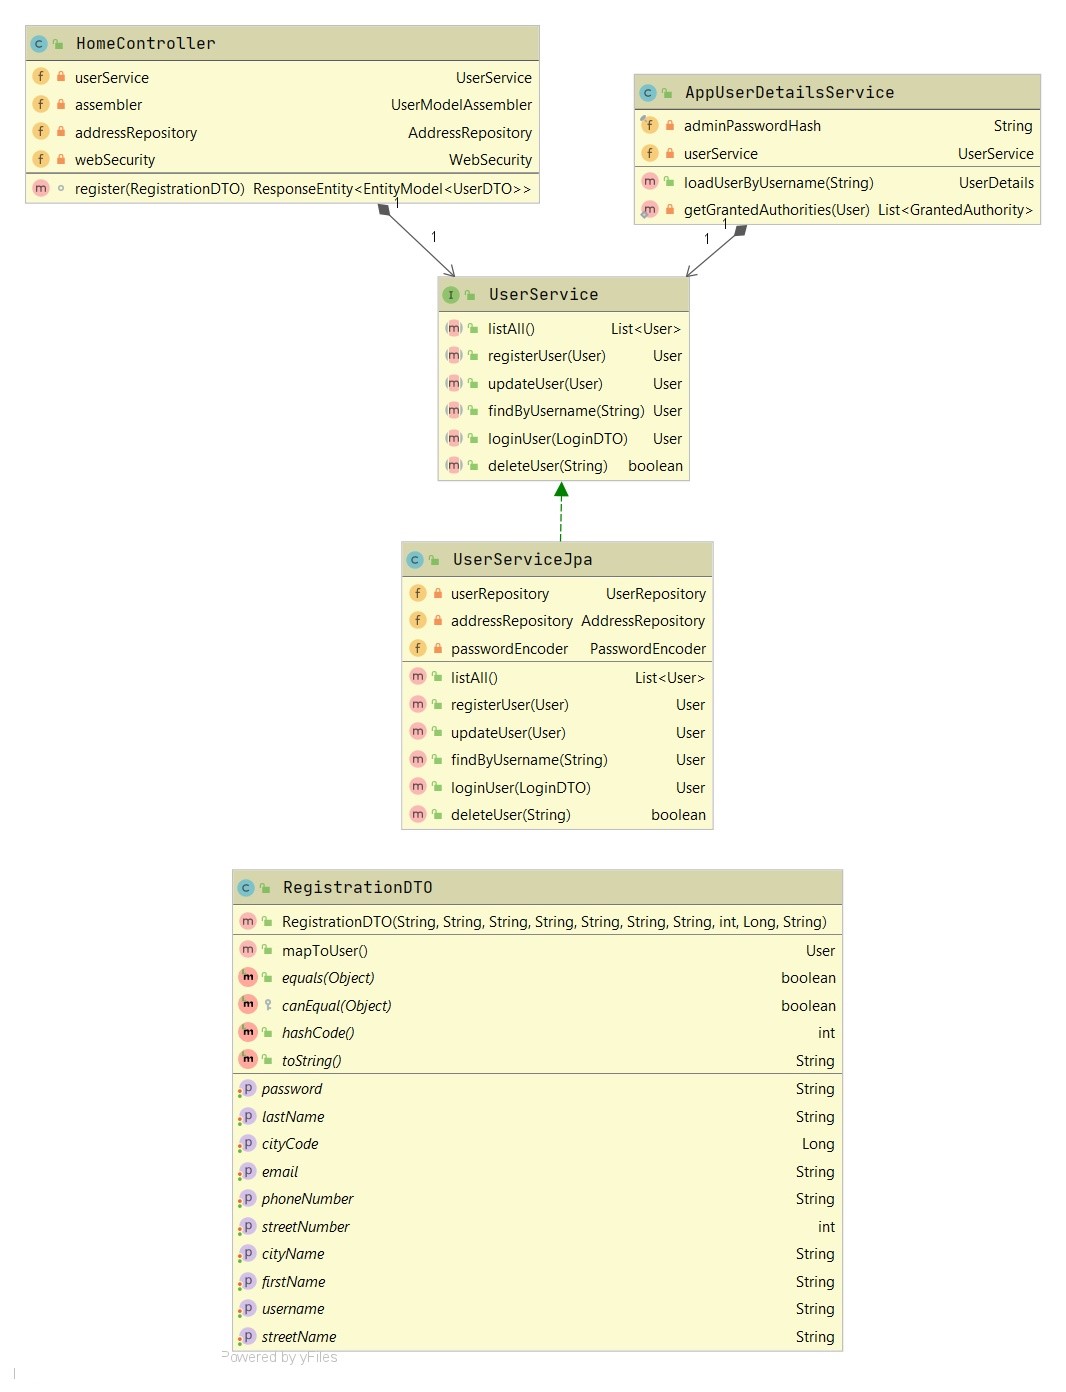 HomeController
userService UserService
assembler UserModelAssembler
addressRepository AddressRepository
webSecurity WebSecurity
register(RegistrationDTO) ResponseEntity<EntityModel<UserDTO>>
AppUserDetailsService
adminPasswordHash String
userService UserService
loadUserByUsername(String) UserDetails
getGrantedAuthorities(User) List<GrantedAuthority>
1
1
1
1
UserService
listAll() List<User>
registerUser(User) User
updateUser(User) User
findByUsername(String) User
loginUser(LoginDTO) User
deleteUser(String) boolean
UserServiceJpa
userRepository UserRepository
addressRepository AddressRepository
passwordEncoder PasswordEncoder
listAll() List<User>
registerUser(User) User
updateUser(User) User
findByUsername(String) User
loginUser(LoginDTO) User
deleteUser(String) boolean
RegistrationDTO
RegistrationDTO(String, String, String, String, String, String, String, int, Long, String)
mapToUser() User
equals(Object) boolean
canEqual(Object) boolean
hashCode() int
toString() String
password String
lastName String
cityCode Long
email String
phoneNumber String
streetNumber int
cityName String
firstName String
username String
streetName String
Powered by yFiles